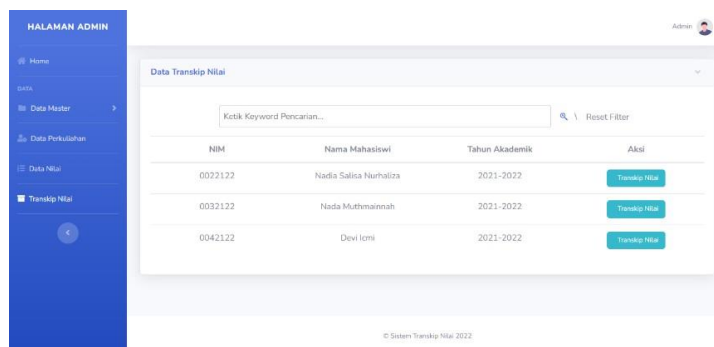 HALAMAN ADMIN
Admin
Home
Data Transkip Nilai
DATA
Data Master
Ketik Keyword Pencarian...
\ Reset Filter
Data Perkuliahan
NIM Nama Mahasiswi Tahun Akademik Aksi
Data Nilai
0022122 Nadia Salisa Nurhaliza 2021-2022 Transkip Nilai
Transkip Nilai
0032122 Nada Muthmainnah 2021-2022 Transkip Nilai
0042122 Devi Icmi 2021-2022 Transkip Nilai
© Sistem Transkip Nilai 2022